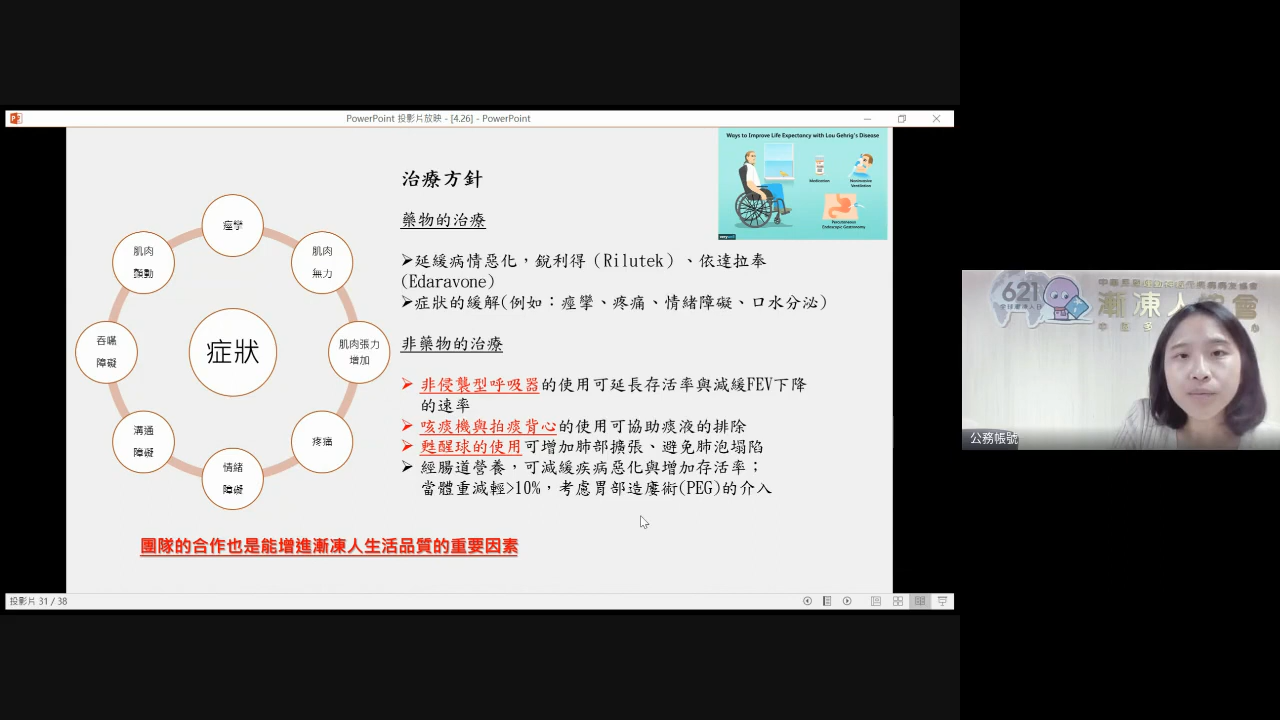 PowerPoint 投影片放映 - [4.26] - PowerPoint
Ways to Improve Life Expectancy with Lou Gehrig's Disease
Medication
Noninvasive
Ventilation
Percutaneous
Endoscopic Gastronomy
verywell
治療方針
藥物的治療
➢延緩病情惡化，銳利得（Rilutek）、依達拉奉
(Edaravone)
➢症狀的緩解(例如：痙攣、疼痛、情緒障礙、口水分泌)
非藥物的治療
➢ 非侵襲型呼吸器的使用可延長存活率與減緩FEV下降
的速率
➢ 咳痰機與拍痰背心的使用可協助痰液的排除
➢ 甦醒球的使用可增加肺部擴張、避免肺泡塌陷
➢ 經腸道營養，可減緩疾病惡化與增加存活率；
當體重減輕>10%，考慮胃部造廔術(PEG)的介入
症狀
痙攣
肌肉
無力
肌肉張力
增加
疼痛
情緒
障礙
溝通
障礙
吞嚥
障礙
肌肉
顫動
團隊的合作也是能增進漸凍人生活品質的重要因素
投影片 31 / 38
621
漸凍人協會
公務帳號